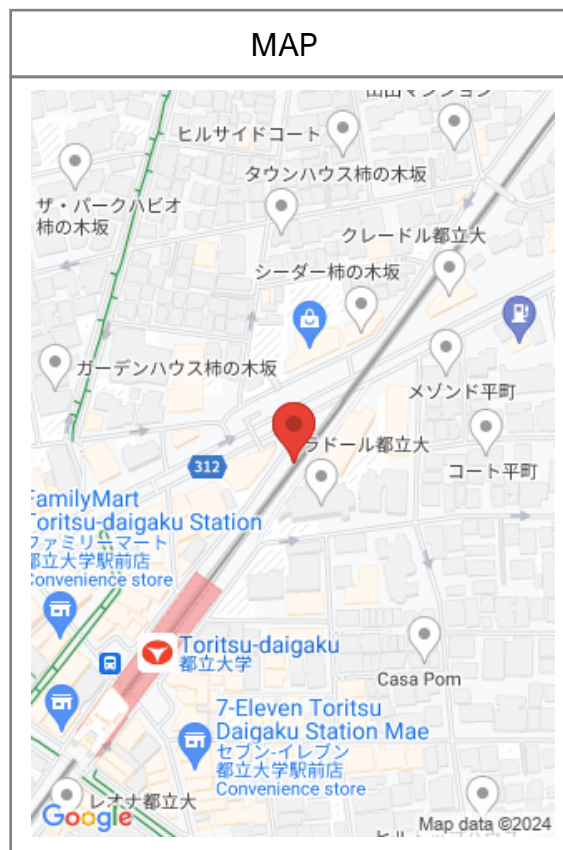 MAP
山田マンション
ヒルサイドコート
タウンハウス柿の木坂
ザ・パークハビオ
柿の木坂
クレードル都立大
シーダー柿の木坂
ガーデンハウス柿の木坂
メゾンド平町
ラドール都立大
コート平町
312
FamilyMart
Toritsu-daigaku Station
ファミリーマート
都立大学駅前店
Convenience store
Toritsu-daigaku
都立大学
Casa Pom
7-Eleven Toritsu
Daigaku Station Mae
セブン-イレブン
都立大学駅前店
Convenience store
レオナ都立大
Google
Map data ©2024